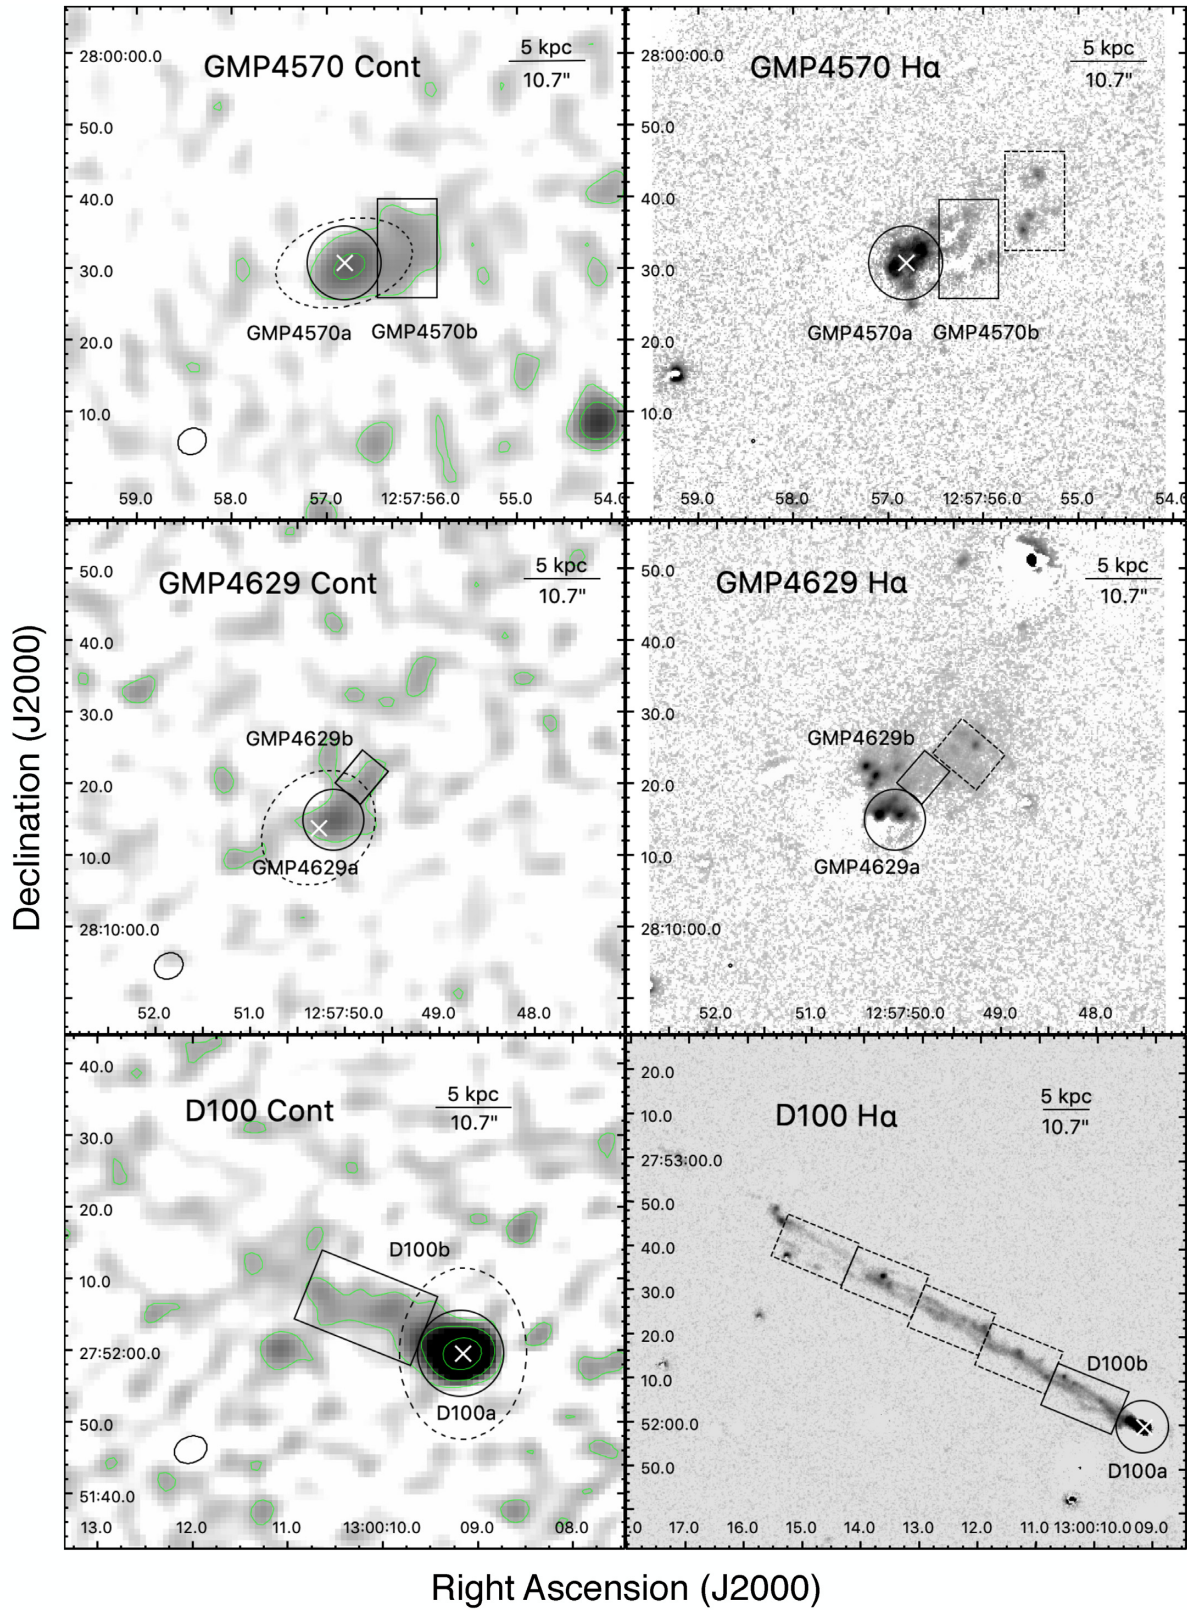 GMP4570 Cont
5 kpc
10.7"
28:00:00.0
50.0
40.0
30.0
20.0
10.0
GMP4570a GMP4570b
59.0 58.0 57.0 12:57:56.0 55.0 54.0
GMP4570 Hα
5 kpc
10.7"
28:00:00.0
50.0
40.0
30.0
20.0
10.0
GMP4570a GMP4570b
59.0 58.0 57.0 12:57:56.0 55.0 54.0
GMP4629 Cont
5 kpc
10.7"
50.0
40.0
30.0
20.0
10.0
28:10:00.0
GMP4629b
GMP4629a
52.0 51.0 12:57:50.0 49.0 48.0
GMP4629 Hα
5 kpc
10.7"
50.0
40.0
30.0
20.0
10.0
28:10:00.0
GMP4629b
GMP4629a
52.0 51.0 12:57:50.0 49.0 48.0
D100 Cont
5 kpc
10.7"
40.0
30.0
20.0
10.0
27:52:00.0
50.0
51:40.0
D100b
D100a
13.0 12.0 11.0 13:00:10.0 09.0 08.0
D100 Hα
5 kpc
10.7"
20.0
10.0
27:53:00.0
50.0
40.0
30.0
20.0
10.0
52:00.0
50.0
D100b
D100a
.0 17.0 16.0 15.0 14.0 13.0 12.0 11.0 13:00:10.0 09.0
Declination (J2000)
Right Ascension (J2000)